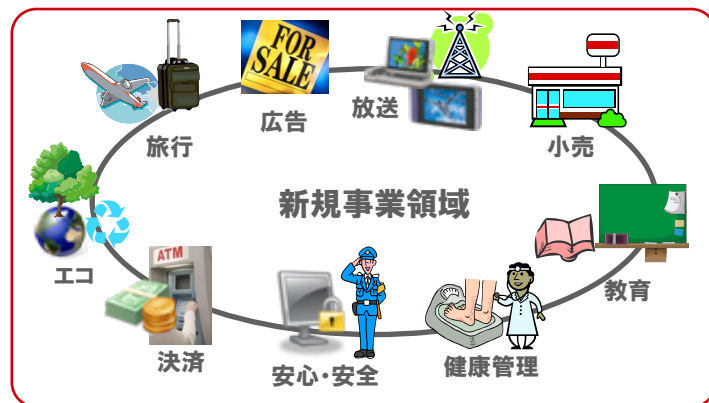 FOR
SALE
広告
放送
旅行
小売
新規事業領域
エコ
ATM
教育
決済
安心・安全
健康管理